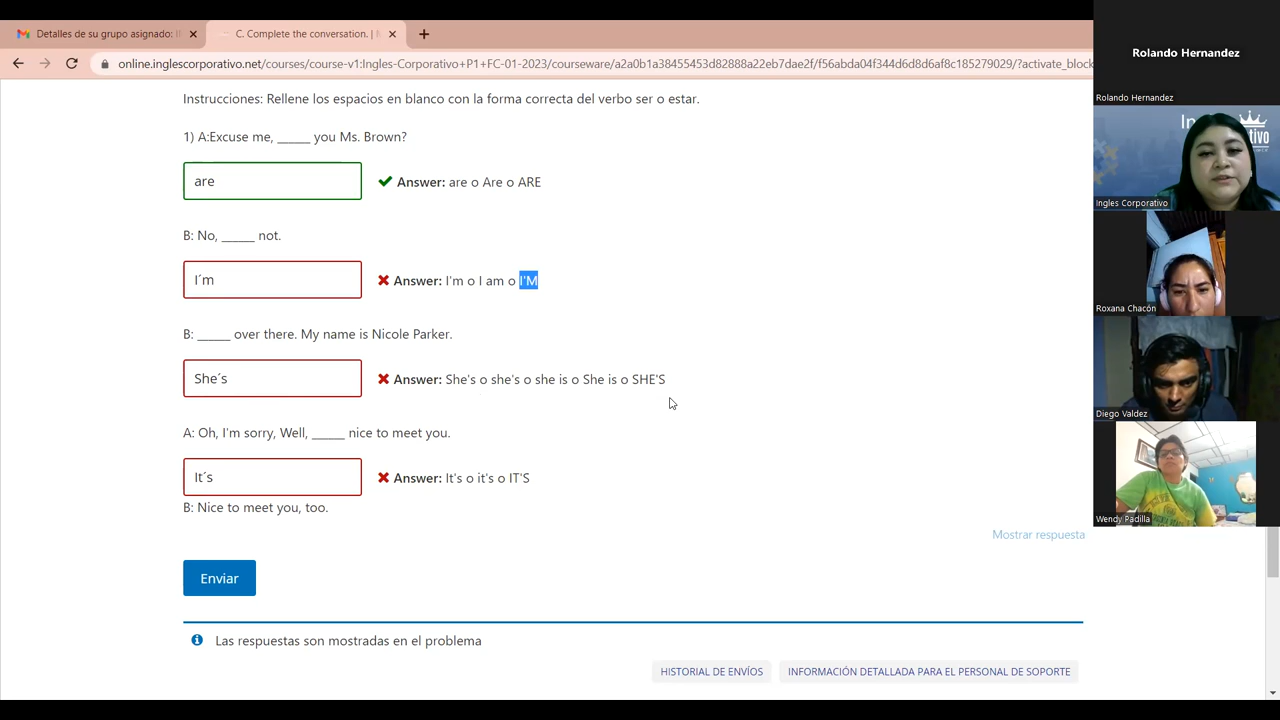 Detalles de su grupo asignado: I
C. Complete the conversation. |
online.inglescorporativo.net/courses/course-v1:Ingles-Corporativo+P1+FC-01-2023/courseware/a2a0b1a38455453d82888a22eb7dae2f/f56abda04f344d6d8d6af8c185279029/?activate_block
Instrucciones: Rellene los espacios en blanco con la forma correcta del verbo ser o estar.
1) A:Excuse me, ______ you Ms. Brown?
are
Answer: are o Are o ARE
B: No, ______ not.
I´m
Answer: I'm o I am o I'M
B: ______ over there. My name is Nicole Parker.
She´s
Answer: She's o she's o she is o She is o SHE'S
A: Oh, I'm sorry, Well, ______ nice to meet you.
It´s
Answer: It's o it's o IT'S
B: Nice to meet you, too.
Mostrar respuesta
Enviar
Las respuestas son mostradas en el problema
HISTORIAL DE ENVÍOS
INFORMACIÓN DETALLADA PARA EL PERSONAL DE SOPORTE
Rolando Hernandez
Rolando Hernandez
Ingles Corporativo
Roxana Chacón
Diego Valdez
Wendy Padilla